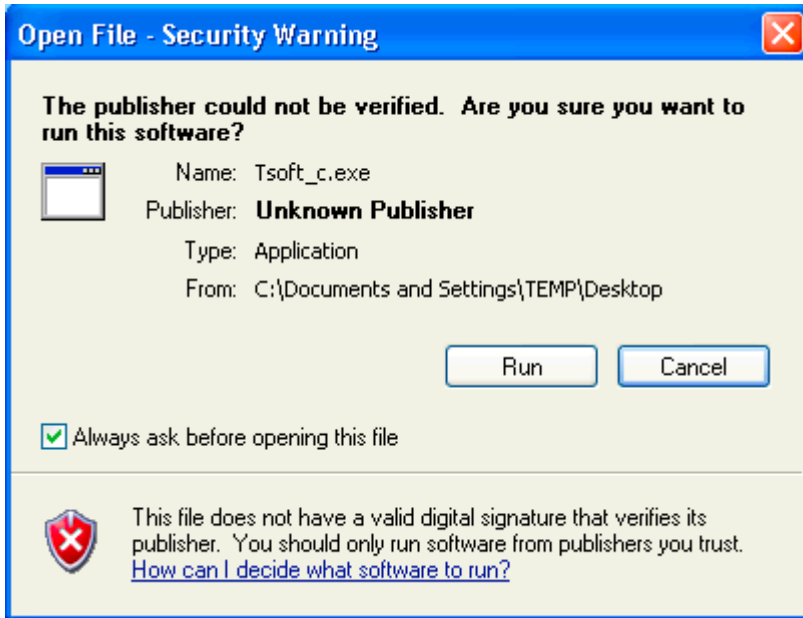 Open File - Security Warning
The publisher could not be verified. Are you sure you want to
run this software?
Name: Tsoft_c.exe
Publisher: Unknown Publisher
Type: Application
From: C:\Documents and Settings\TEMP\Desktop
Run Cancel
Always ask before opening this file
This file does not have a valid digital signature that verifies its
publisher. You should only run software from publishers you trust.
How can I decide what software to run?